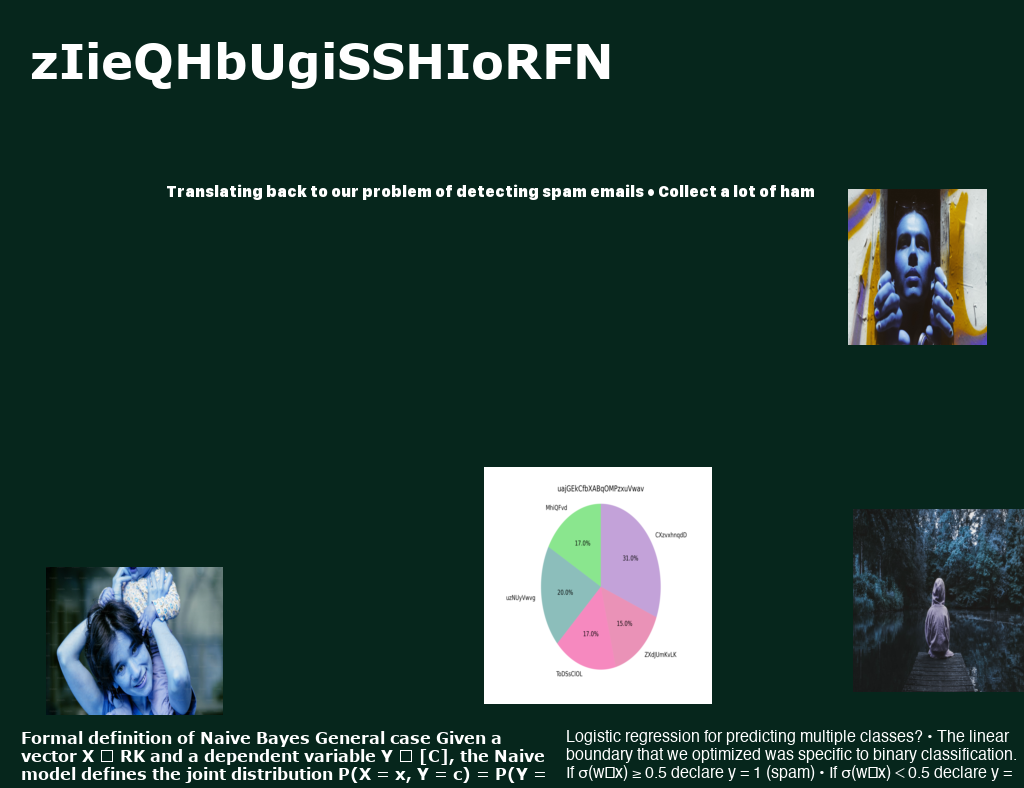 zIieQHbUgiSSHIoRFN
Translating back to our problem of detecting spam emails • Collect a lot of ham
uajGEkCfbXABqOMPzxuVwav
MhiQFvd
CXzvxhnqdD
17.0%
31.0%
20.0%
uzNUyVwvg
15.0%
17.0%
ZXdjUmKvLK
TsDSsClOL
Formal definition of Naive Bayes General case Given a
vector X □ RK and a dependent variable Y □ [C], the Naive
model defines the joint distribution P(X = x, Y = c) = P(Y =
Logistic regression for predicting multiple classes? • The linear
boundary that we optimized was specific to binary classification.
If σ(w□x) ≥ 0.5 declare y = 1 (spam) • If σ(w□x) < 0.5 declare y =